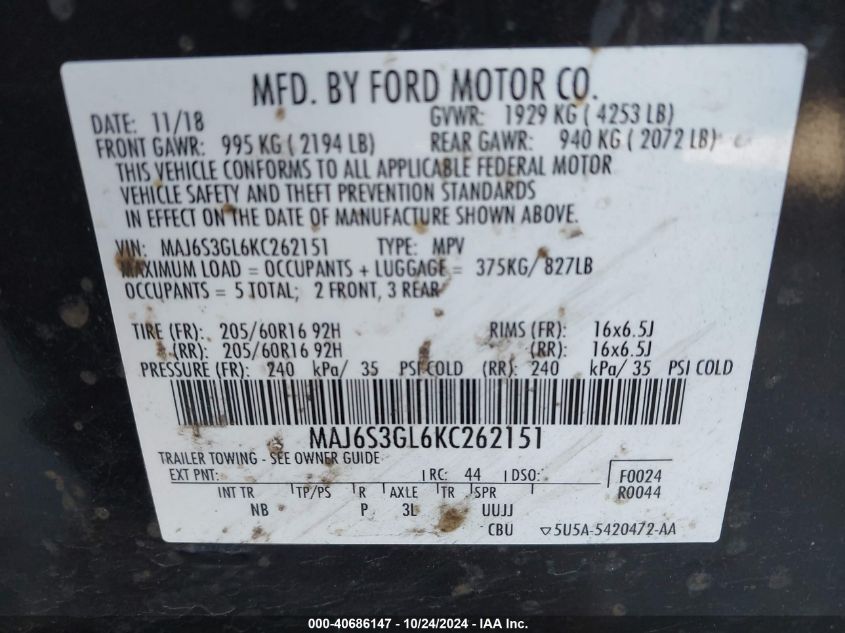 MFD. BY FORD MOTOR CO.
DATE: 11/18 GVWR: 1929 KG ( 4253 LB)
FRONT GAWR: 995 KG ( 2194 LB) REAR GAWR: 940 KG ( 2072 LB)
THIS VEHICLE CONFORMS TO ALL APPLICABLE FEDERAL MOTOR
VEHICLE SAFETY AND THEFT PREVENTION STANDARDS
IN EFFECT ON THE DATE OF MANUFACTURE SHOWN ABOVE.
VIN: MAJ6S3GL6KC262151 TYPE: MPV
MAXIMUM LOAD = OCCUPANTS + LUGGAGE = 375KG/ 827LB
OCCUPANTS = 5 TOTAL; 2 FRONT, 3 REAR
TIRE (FR): 205/60R16 92H RIMS (FR): 16x6.5J
(RR): 205/60R16 92H (RR): 16x6.5J
PRESSURE (FR): 240 kPa/ 35 PSI COLD (RR): 240 kPa/ 35 PSI COLD
MAJ6S3GL6KC262151
TRAILER TOWING - SEE OWNER GUIDE
EXT PNT: RC: 44 DSO: F0024
INT TR TP/PS R AXLE TR SPR R0044
NB P 3L UUJJ
CBU ▽5U5A-5420472-AA
000-40686147 - 10/24/2024 - IAA Inc.